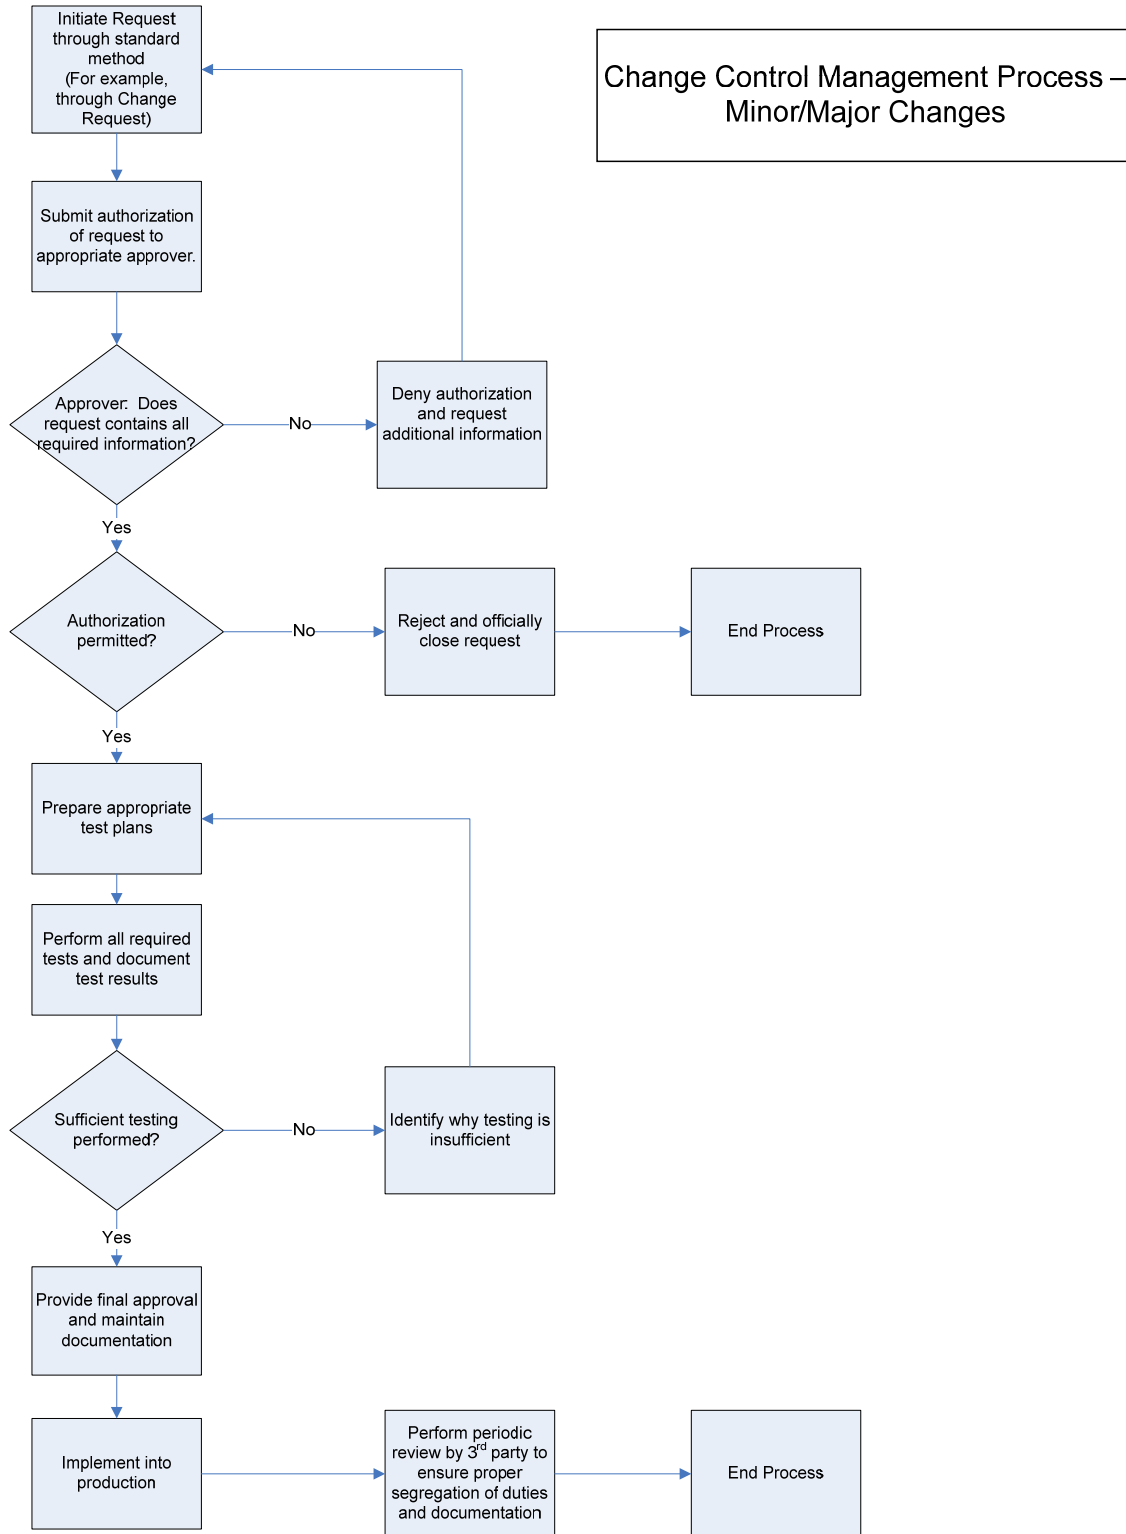 Initiate Request
through standard
method
(For example,
through Change
Request)
Change Control Management Process –
Minor/Major Changes
Submit authorization
of request to
appropriate approver.
Approver:  Does
request contains all
required information?
No
Deny authorization
and request
additional information
Yes
Authorization
permitted?
No
Reject and officially
close request
End Process
Yes
Prepare appropriate
test plans
Perform all required
tests and document
test results
Sufficient testing
performed?
No
Identify why testing is
insufficient
Yes
Provide final approval
and maintain
documentation
Implement into
production
Perform periodic
review by 3rd party to
ensure proper
segregation of duties
and documentation
End Process